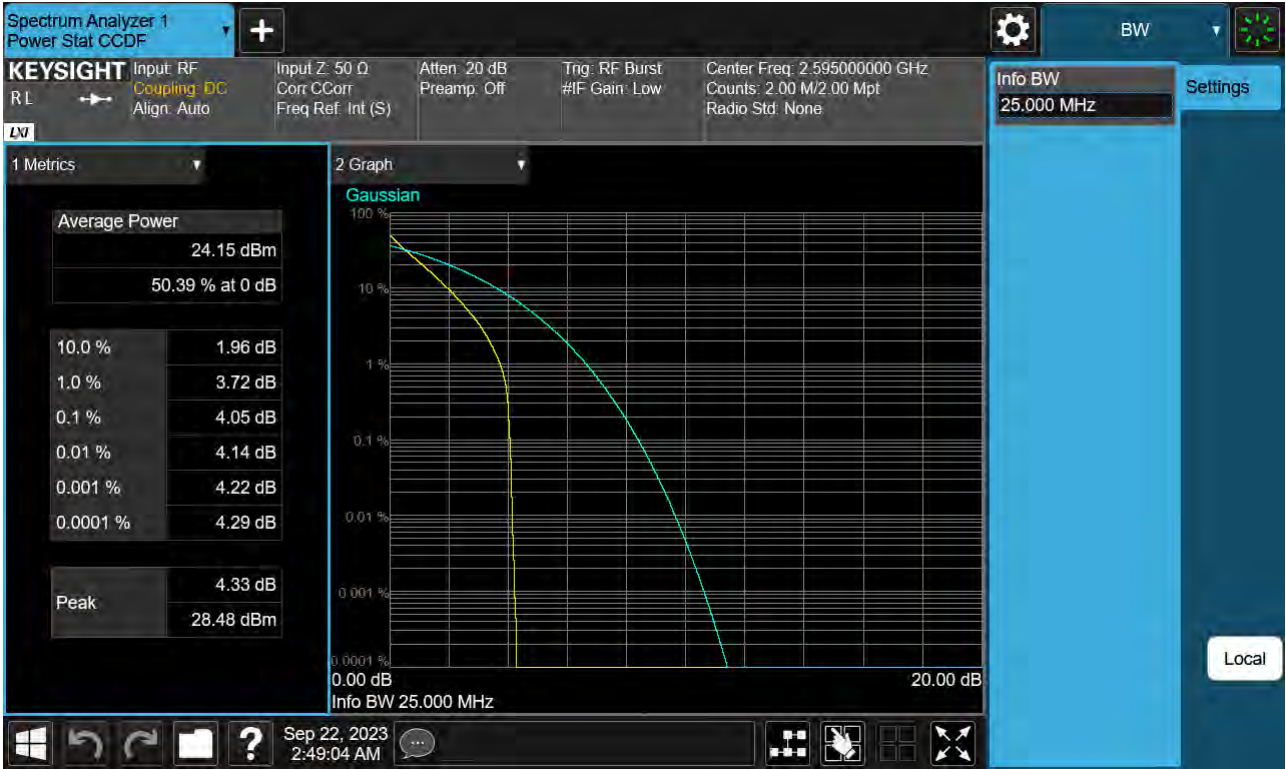 Spectrum Analyzer 1
Power Stat CCDF
BW
KEYSIGHT
Input: RF
Coupling: DC
Align: Auto
Input Z: 50 Ω
Corr CCorr
Freq Ref: Int (S)
Atten: 20 dB
Preamp: Off
Trig: RF Burst
#IF Gain: Low
Center Freq: 2.595000000 GHz
Counts: 2.00 M/2.00 Mpt
Radio Std: None
R L
LXI
Info BW
25.000 MHz
Settings
1 Metrics
Average Power
24.15 dBm
50.39 % at 0 dB
10.0 % 1.96 dB
1.0 % 3.72 dB
0.1 % 4.05 dB
0.01 % 4.14 dB
0.001 % 4.22 dB
0.0001 % 4.29 dB
Peak
4.33 dB
28.48 dBm
2 Graph
Gaussian
100 %
10 %
1 %
0.1 %
0.01 %
0.001 %
0.0001 %
0.00 dB 20.00 dB
Info BW 25.000 MHz
Local
?
Sep 22, 2023
2:49:04 AM